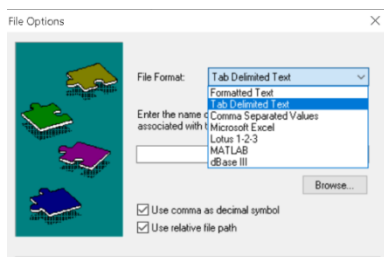 File Options
File Format:
Tab Delimited Text
Formatted Text
Tab Delimited Text
Enter the name
Comma Separated Values
associated with
Microsoft Excel
Lotus 1-2-3
MATLAB
dBase III
Browse...
Use comma as decimal symbol
Use relative file path